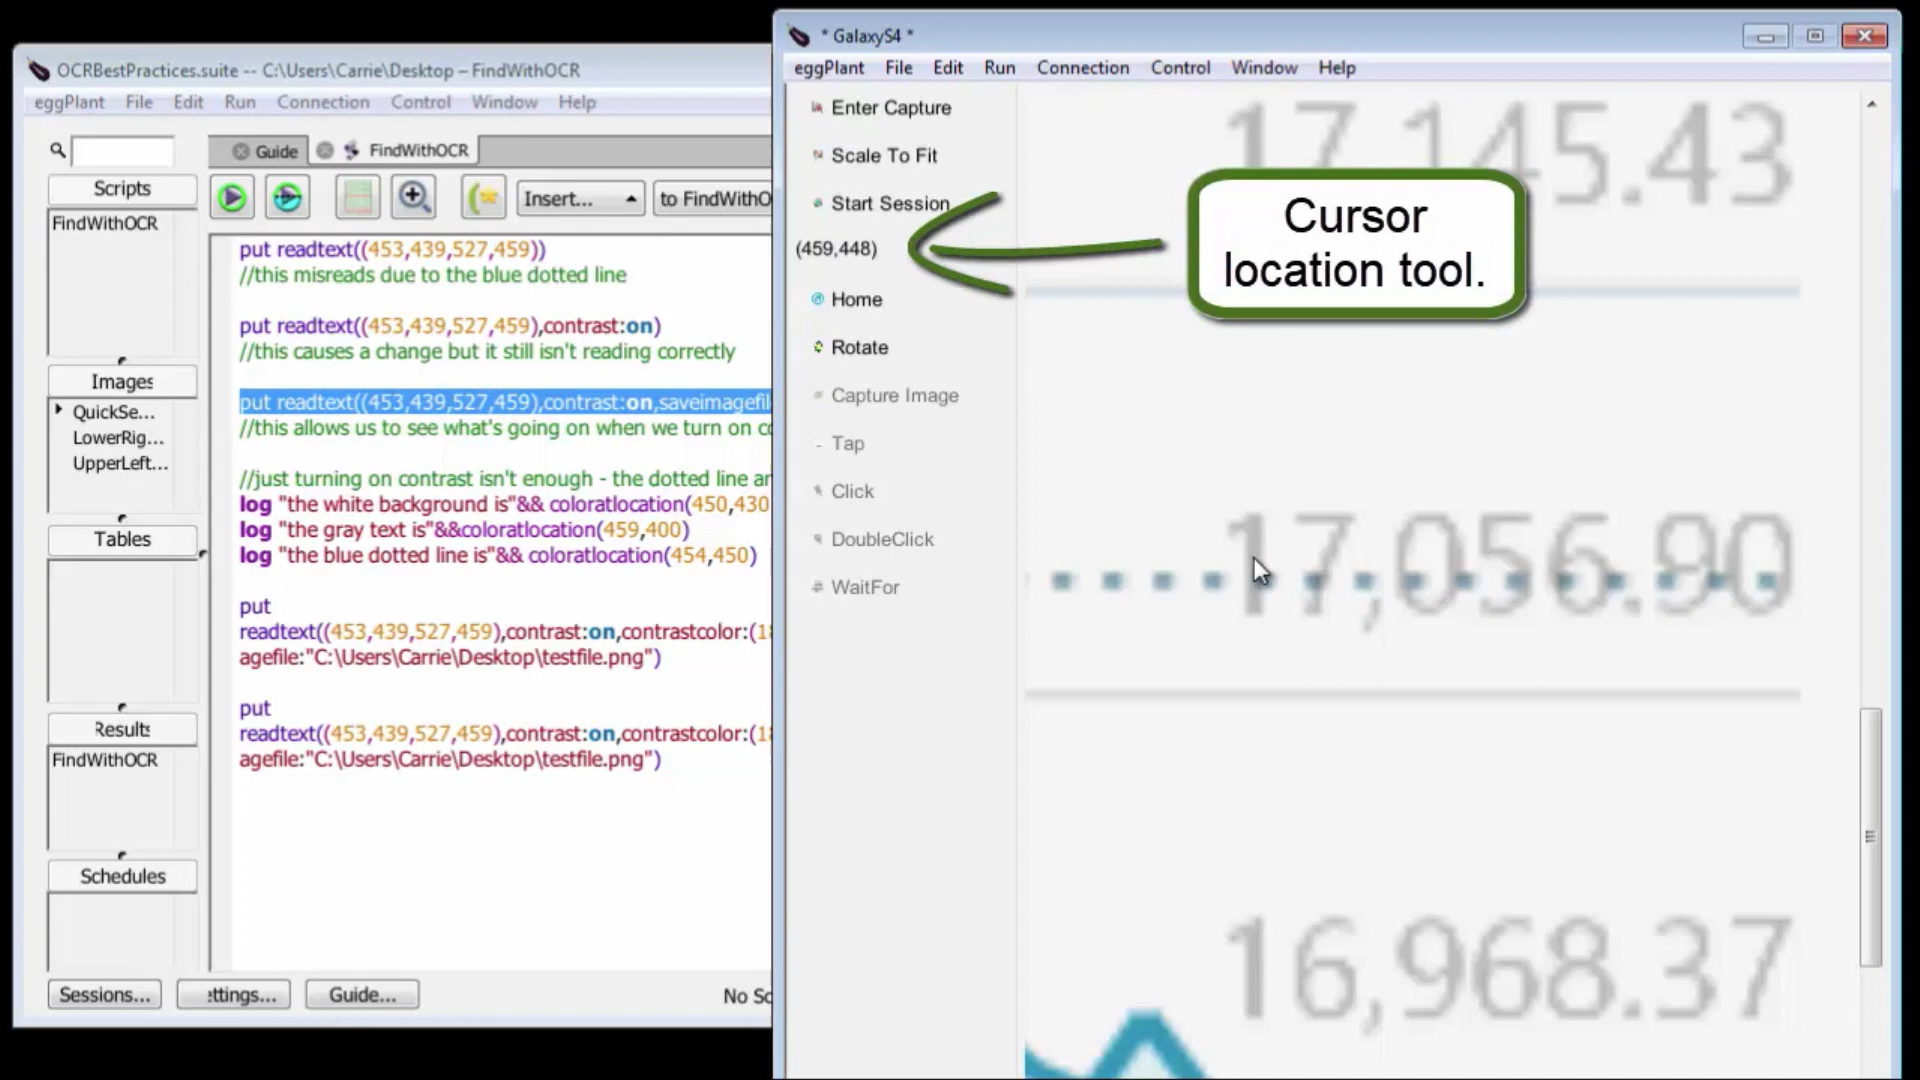 OCRBestPractices.suite -- C:\Users\Carrie\Desktop – FindWithOCR
eggPlant File Edit Run Connection Control Window Help
Guide FindWithOCR
Insert... to FindWithO
Scripts
FindWithOCR
Images
QuickSe...
LowerRig...
UpperLeft...
Tables
Results
FindWithOCR
Schedules
put readtext((453,439,527,459))
//this misreads due to the blue dotted line
put readtext((453,439,527,459),contrast:on)
//this causes a change but it still isn't reading correctly
put readtext((453,439,527,459),contrast:on,saveimagefil
//this allows us to see what's going on when we turn on co
//just turning on contrast isn't enough - the dotted line an
log "the white background is"&& coloratlocation(450,430
log "the gray text is"&&coloratlocation(459,400)
log "the blue dotted line is"&& coloratlocation(454,450)
put
readtext((453,439,527,459),contrast:on,contrastcolor:(18
agefile:"C:\Users\Carrie\Desktop\testfile.png")
put
readtext((453,439,527,459),contrast:on,contrastcolor:(18
agefile:"C:\Users\Carrie\Desktop\testfile.png")
Sessions... ettings... Guide... No Sc
* GalaxyS4 *
eggPlant File Edit Run Connection Control Window Help
Enter Capture
Scale To Fit
Start Session
(459,448)
Home
Rotate
Capture Image
Tap
Click
DoubleClick
WaitFor
17,145.43
Cursor
location tool.
17,056.90
16,968.37